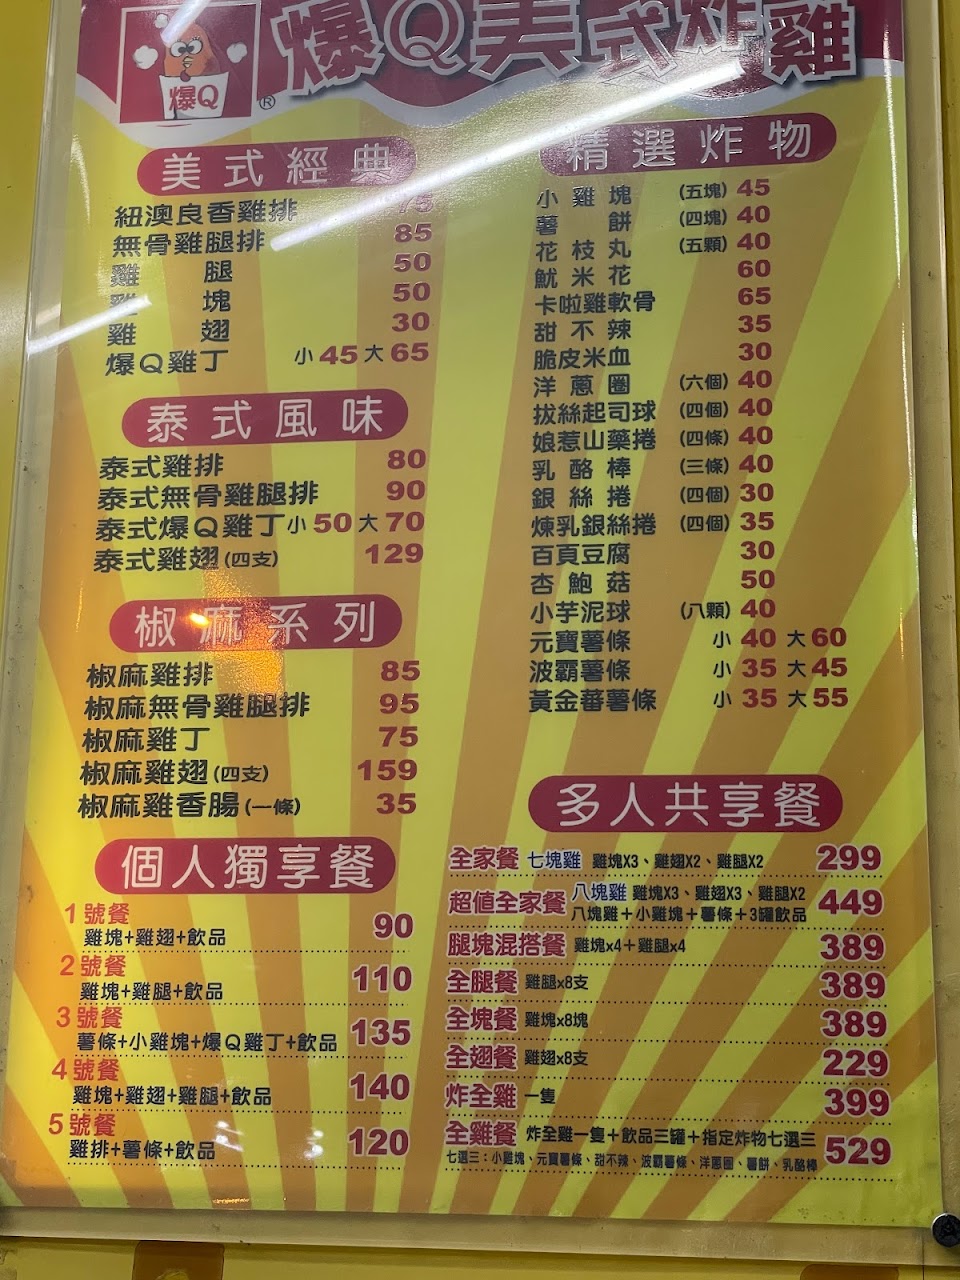 爆Q美式炸雞
爆Q
®
美式經典
紐澳良香雞排 75
無骨雞腿排 85
雞腿 50
雞塊 50
雞翅 30
爆Q雞丁 小45大65
泰式風味
泰式雞排 80
泰式無骨雞腿排 90
泰式爆Q雞丁小50大70
泰式雞翅(四支) 129
椒麻系列
椒麻雞排 85
椒麻無骨雞腿排 95
椒麻雞丁 75
椒麻雞翅(四支) 159
椒麻雞香腸(一條) 35
個人獨享餐
1號餐
雞塊+雞翅+飲品 90
2號餐
雞塊+雞腿+飲品 110
3號餐
薯條+小雞塊+爆Q雞丁+飲品 135
4號餐
雞塊+雞翅+雞腿+飲品 140
5號餐
雞排+薯條+飲品 120
精選炸物
小雞塊 (五塊) 45
薯餅 (四塊) 40
花枝丸 (五顆) 40
魷米花 60
卡啦雞軟骨 65
甜不辣 35
脆皮米血 30
洋蔥圈 (六個) 40
拔絲起司球 (四個) 40
娘惹山藥捲 (四條) 40
乳酪棒 (三條) 40
銀絲捲 (四個) 30
煉乳銀絲捲 (四個) 35
百頁豆腐 30
杏鮑菇 50
小芋泥球 (八顆) 40
元寶薯條 小 40 大 60
波霸薯條 小 35 大 45
黃金蕃薯條 小 35 大 55
多人共享餐
全家餐 七塊雞 雞塊X3、雞翅X2、雞腿X2 299
超值全家餐 八塊雞 雞塊X3、雞翅X3、雞腿X2 449
八塊雞＋小雞塊＋薯條＋3罐飲品
腿塊混搭餐 雞塊x4＋雞腿x4 389
全腿餐 雞腿x8支 389
全塊餐 雞塊x8塊 389
全翅餐 雞翅x8支 229
炸全雞 一隻 399
全雞餐 炸全雞一隻＋飲品三罐＋指定炸物七選三 529
七選三：小雞塊、元寶薯條、甜不辣、波霸薯條、洋蔥圈、薯餅、乳酪棒